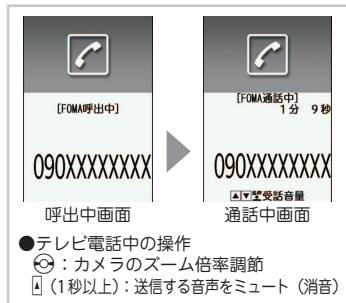 [FOMA呼出中]
090XXXXXXXX
呼出中画面
[FOMA通話中]
1分 9秒
090XXXXXXXX
▲▼受話音量
通話中画面
●テレビ電話中の操作
：カメラのズーム倍率調節
▲（1秒以上）：送信する音声をミュート（消音）